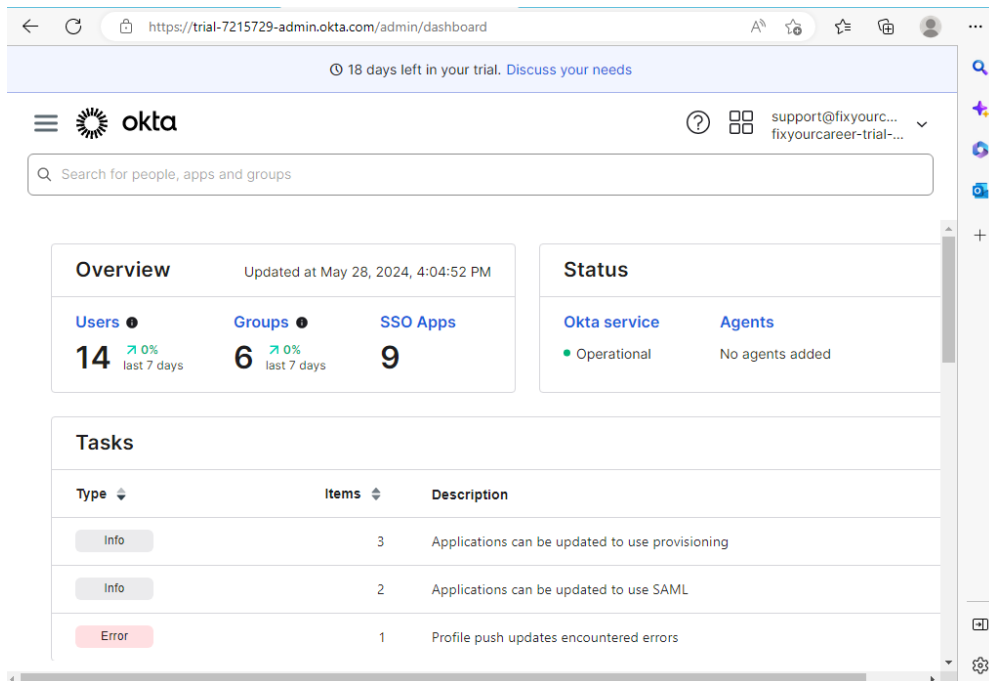 https://trial-7215729-admin.okta.com/admin/dashboard
18 days left in your trial. Discuss your needs
okta
support@fixyourc...
fixyourcareer-trial-...
Search for people, apps and groups
Overview
Updated at May 28, 2024, 4:04:52 PM
Users
Groups
SSO Apps
14
0%
last 7 days
6
0%
last 7 days
9
Status
Okta service
Agents
Operational
No agents added
Tasks
Type Items Description
Info 3 Applications can be updated to use provisioning
Info 2 Applications can be updated to use SAML
Error 1 Profile push updates encountered errors